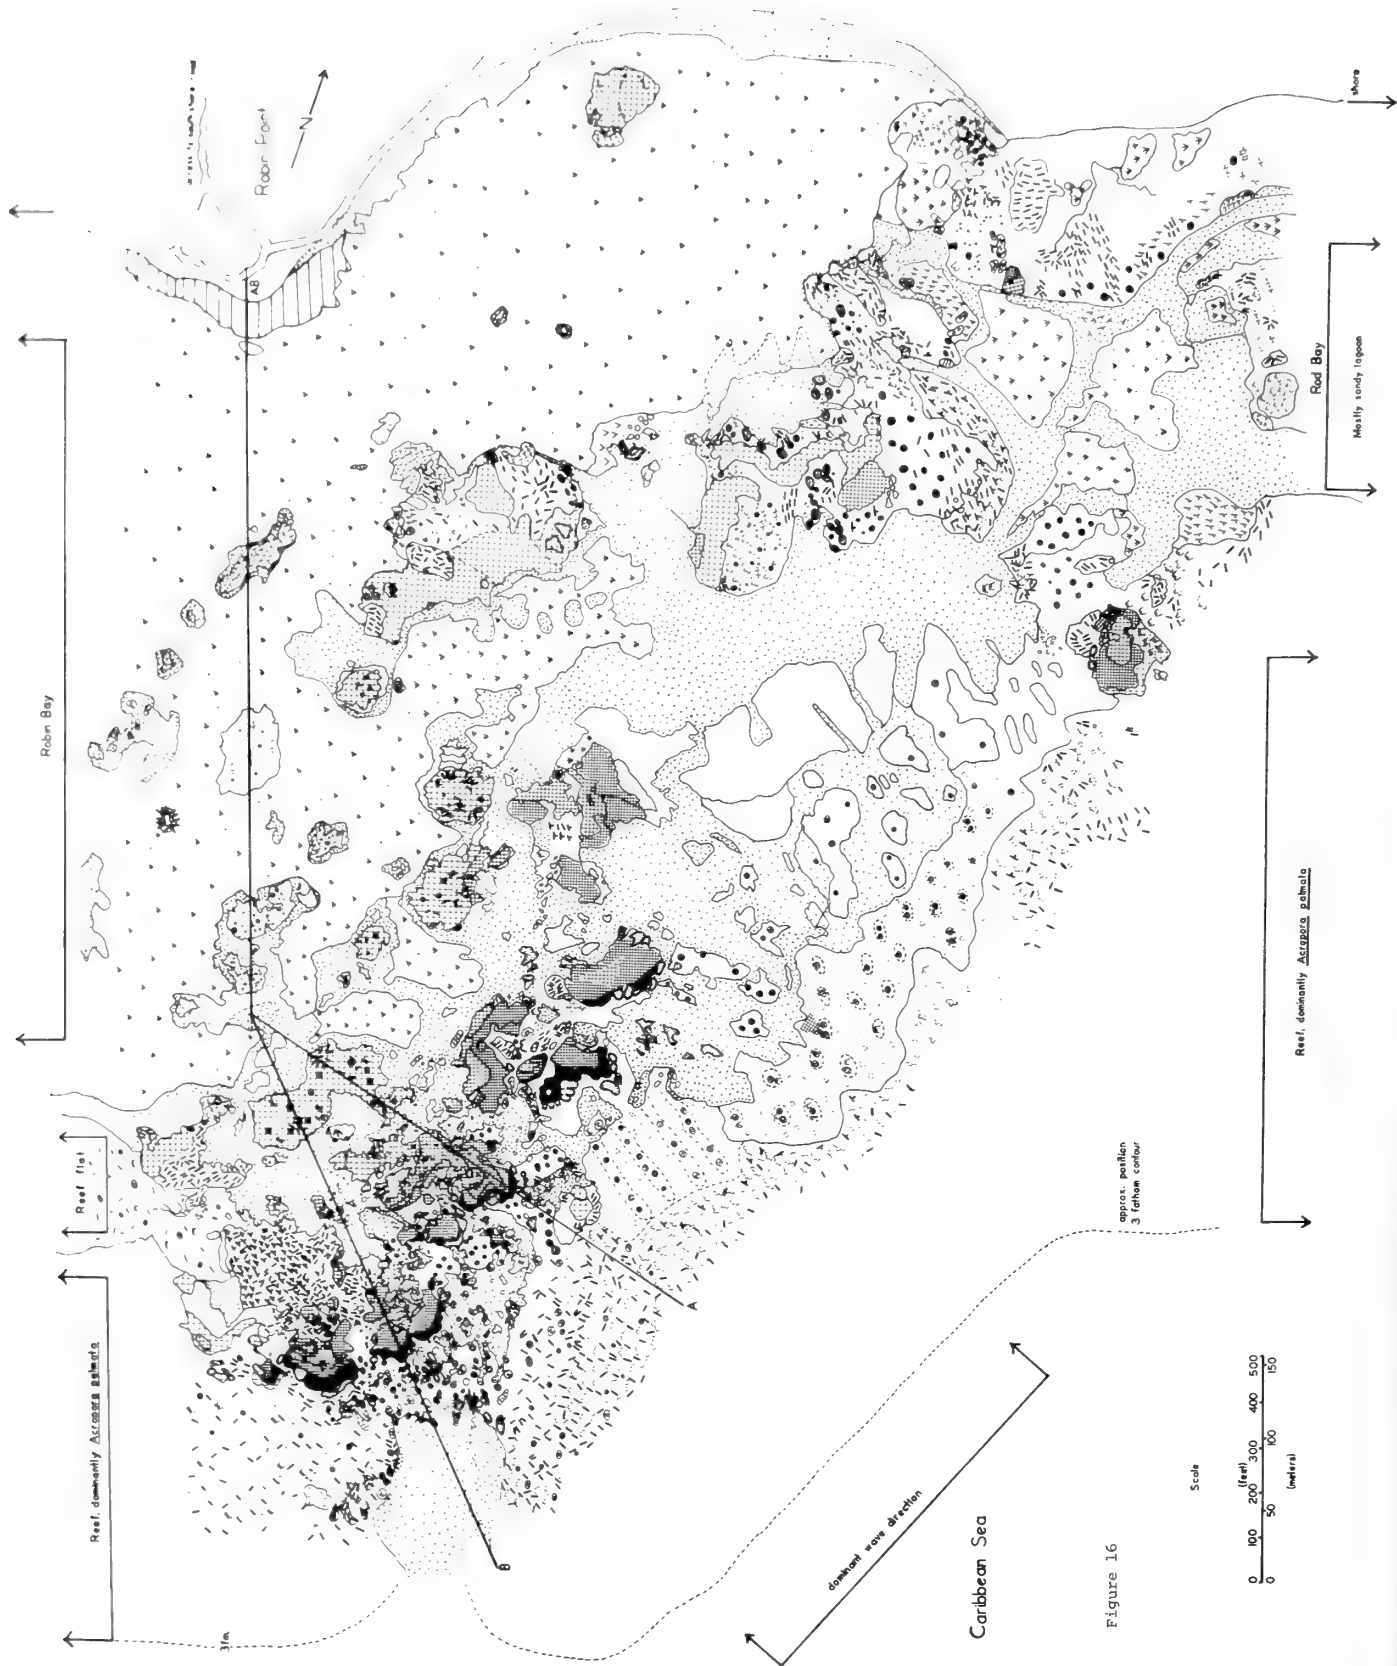 N
Robin Point
AB
shore
Robin Bay
Rod Bay
Mostly sandy lagoon
Reef flat
Reef, dominantly Acropora palmata
Reef, dominantly Acropora palmata
A
B
approx. position
3 fathom contour
3fm
dominant wave direction
Caribbean Sea
Figure 16
Scale
(feet)
0 100 200 300 400 500
0 50 100 150
(meters)